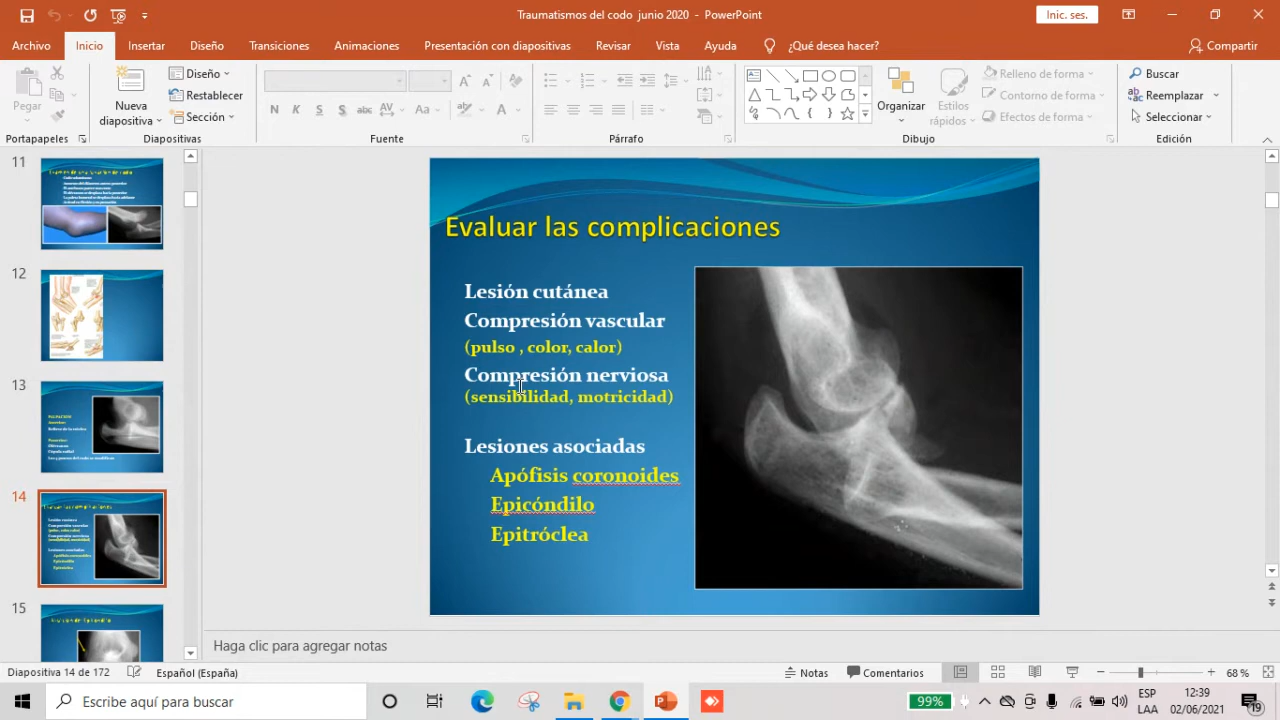 Traumatismos del codo junio 2020 - PowerPoint
Inic. ses.
Archivo Inicio Insertar Diseño Transiciones Animaciones Presentación con diapositivas Revisar Vista Ayuda ¿Qué desea hacer? Compartir
Pegar
Nueva diapositiva
Diseño
Restablecer
Sección
N K S S abc AV Aa A
Organizar
Estilos rápidos
Relleno de forma
Contorno de forma
Efectos de forma
Buscar
Reemplazar
Seleccionar
Portapapeles Diapositivas Fuente Párrafo Dibujo Edición
11
12
13
14
15
Evaluar las complicaciones
Lesión cutánea
Compresión vascular
(pulso , color, calor)
Compresión nerviosa
(sensibilidad, motricidad)
Lesiones asociadas
Apófisis coronoides
Epicóndilo
Epitróclea
Haga clic para agregar notas
Diapositiva 14 de 172 Español (España) Notas Comentarios 68 %
Escribe aquí para buscar
99%
ESP
LAA
12:39
02/06/2021
19